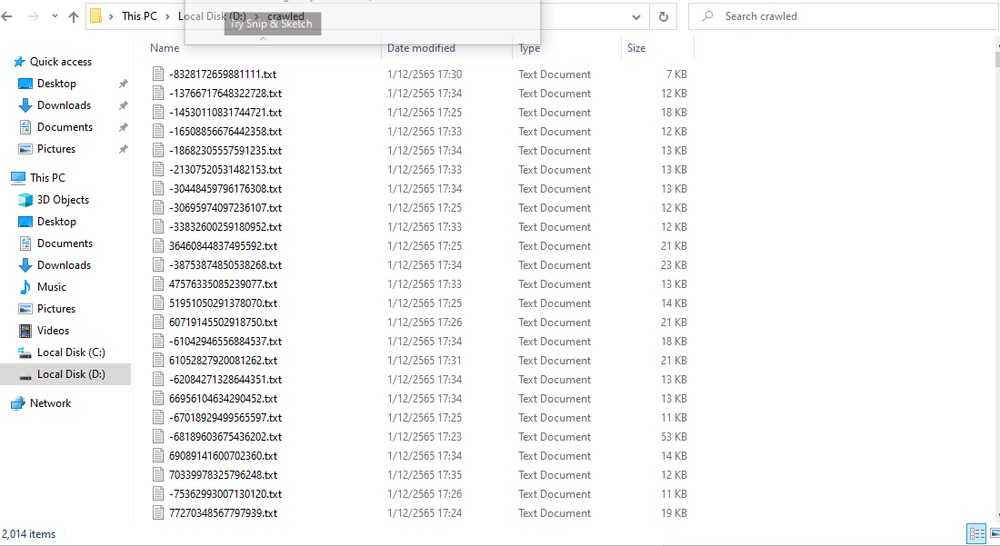 This PC > Local Disk (D:) > crawled
Try Snip & Sketch
Search crawled
Name Date modified Type Size
Quick access
Desktop
Downloads
Documents
Pictures
This PC
3D Objects
Desktop
Documents
Downloads
Music
Pictures
Videos
Local Disk (C:)
Local Disk (D:)
Network
-8328172659881111.txt 1/12/2565 17:30 Text Document 7 KB
-13766717648322728.txt 1/12/2565 17:34 Text Document 12 KB
-14530110831744721.txt 1/12/2565 17:25 Text Document 18 KB
-16508856676442358.txt 1/12/2565 17:33 Text Document 12 KB
-18682305557591235.txt 1/12/2565 17:34 Text Document 13 KB
-21307520531482153.txt 1/12/2565 17:33 Text Document 13 KB
-30448459796176308.txt 1/12/2565 17:34 Text Document 13 KB
-30695974097236107.txt 1/12/2565 17:25 Text Document 12 KB
-33832600259180952.txt 1/12/2565 17:33 Text Document 12 KB
36460844837495592.txt 1/12/2565 17:25 Text Document 21 KB
-38753874850538268.txt 1/12/2565 17:34 Text Document 23 KB
47576335085239077.txt 1/12/2565 17:33 Text Document 13 KB
51951050291378070.txt 1/12/2565 17:25 Text Document 14 KB
60719145502918750.txt 1/12/2565 17:26 Text Document 21 KB
-61042946556884537.txt 1/12/2565 17:34 Text Document 18 KB
61052827920081262.txt 1/12/2565 17:31 Text Document 21 KB
-62084271328644351.txt 1/12/2565 17:34 Text Document 13 KB
66956104634290452.txt 1/12/2565 17:34 Text Document 13 KB
-67018929499565597.txt 1/12/2565 17:25 Text Document 11 KB
-68189603675436202.txt 1/12/2565 17:23 Text Document 53 KB
69089141600702360.txt 1/12/2565 17:34 Text Document 14 KB
70339978325796248.txt 1/12/2565 17:35 Text Document 12 KB
-75362993007130120.txt 1/12/2565 17:26 Text Document 11 KB
77270348567797939.txt 1/12/2565 17:24 Text Document 19 KB
2,014 items